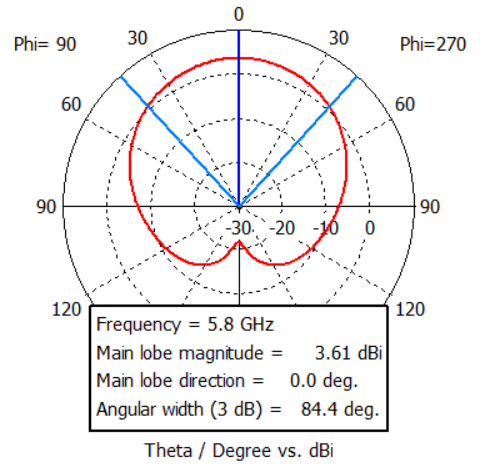 0
Phi= 90 30 30 Phi=270
60 60
90 -30 -20 -10 0 90
120 120
Frequency = 5.8 GHz
Main lobe magnitude = 3.61 dBi
Main lobe direction = 0.0 deg.
Angular width (3 dB) = 84.4 deg.
Theta / Degree vs. dBi